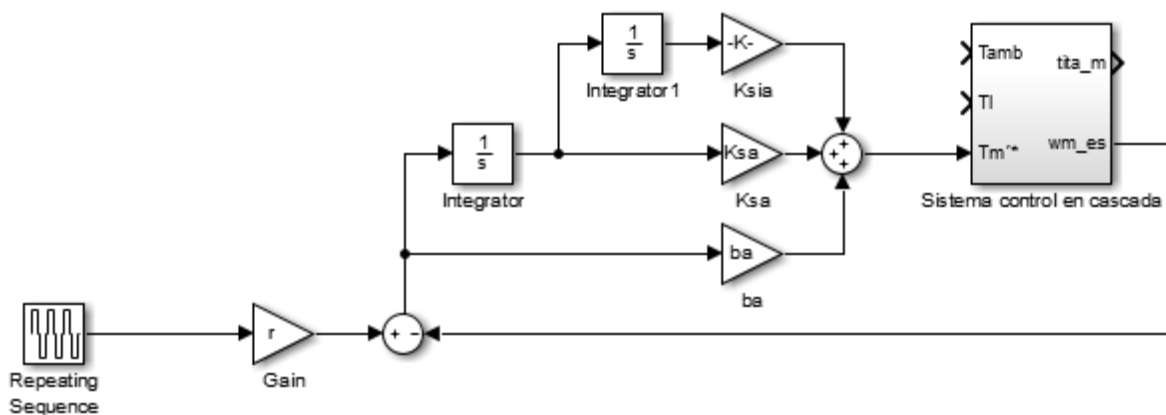 1
s
Integrator1
-K-
Ksia
1
s
Integrator
Ksa
Ksa
+
+
+
Tamb
Tl
Tm'*
tita_m
wm_es
Sistema control en cascada
ba
ba
Repeating
Sequence
r
Gain
+
-